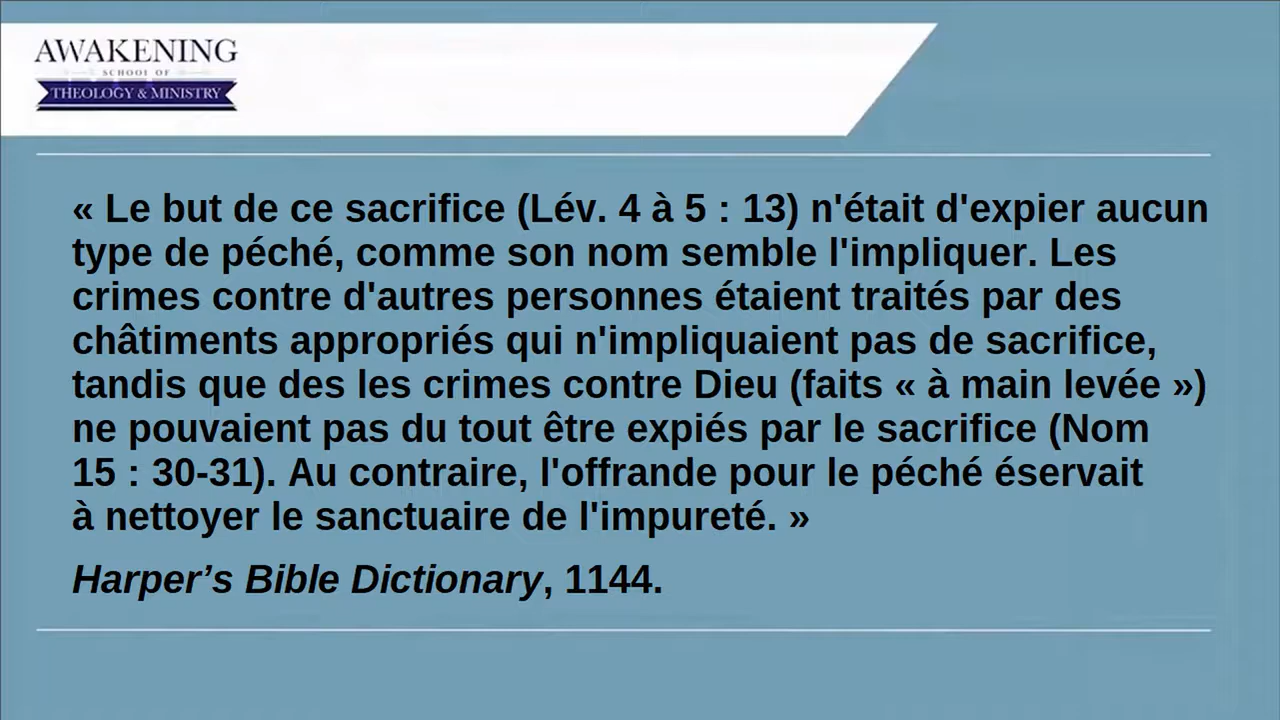 AWAKENING
SCHOOL OF
THEOLOGY & MINISTRY
« Le but de ce sacrifice (Lév. 4 à 5 : 13) n'était d'expier aucun
type de péché, comme son nom semble l'impliquer. Les
crimes contre d'autres personnes étaient traités par des
châtiments appropriés qui n'impliquaient pas de sacrifice,
tandis que des les crimes contre Dieu (faits « à main levée »)
ne pouvaient pas du tout être expiés par le sacrifice (Nom
15 : 30-31). Au contraire, l'offrande pour le péché éservait
à nettoyer le sanctuaire de l'impureté. »
Harper’s Bible Dictionary, 1144.